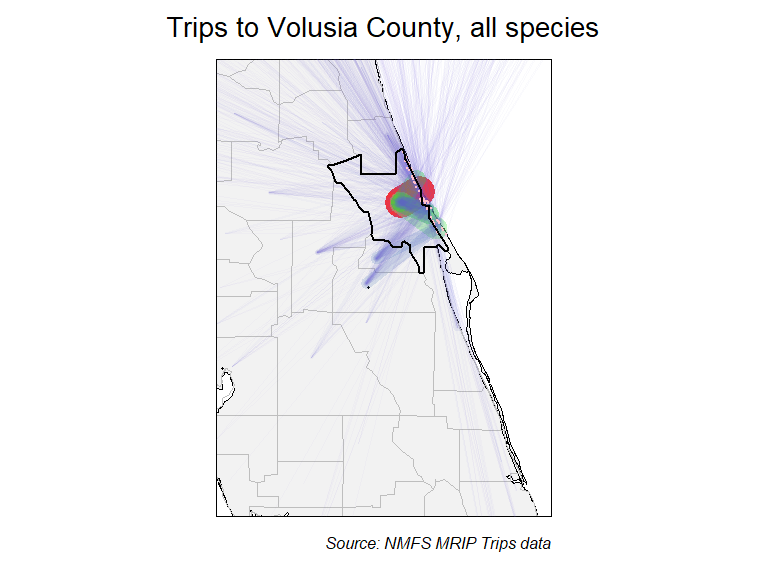 Trips to Volusia County, all species
Source: NMFS MRIP Trips data